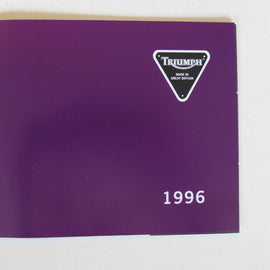 TRIUMPH
MADE IN
GREAT BRITAIN
1996